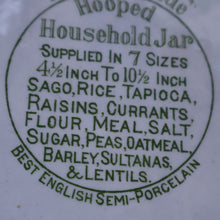 Hooped
Household Jar
Supplied in 7 Sizes
4½ Inch To 10½ Inch
Sago, Rice, Tapioca,
Raisins, Currants,
Flour, Meal, Salt,
Sugar, Peas, Oatmeal,
Barley, Sultanas,
& Lentils.
Best English Semi-Porcelain